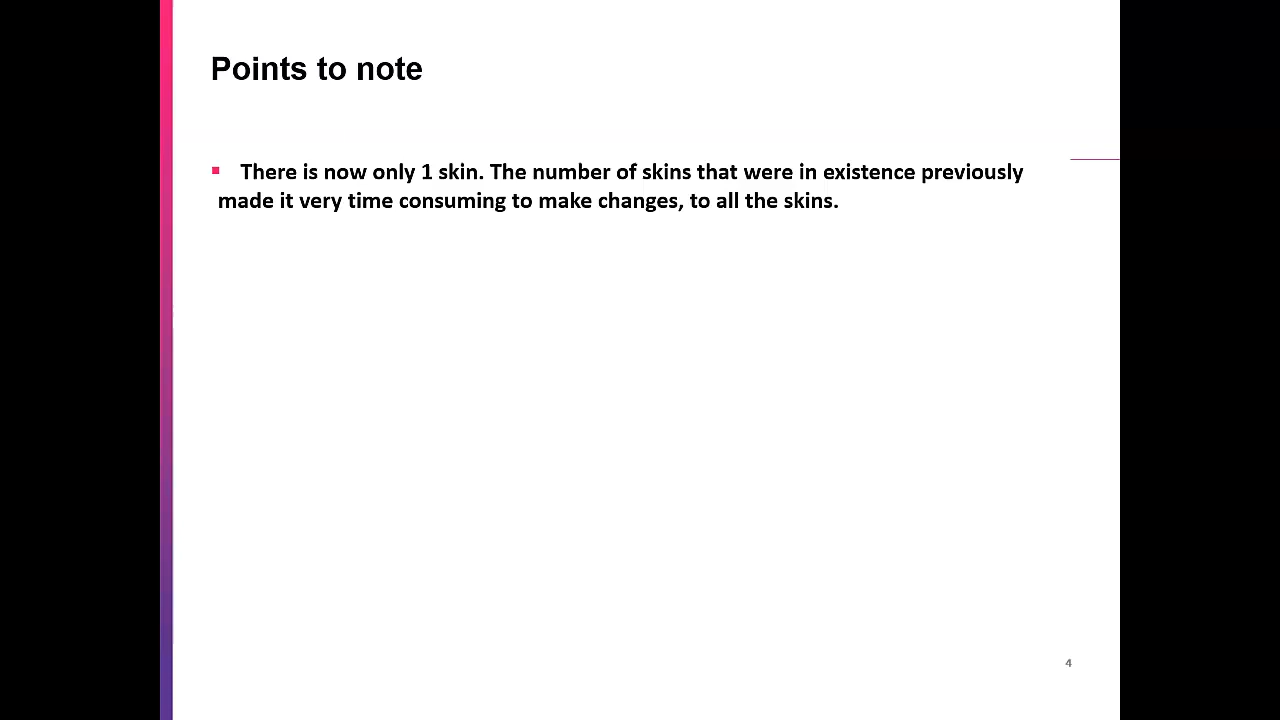 Points to note
There is now only 1 skin. The number of skins that were in existence previously
made it very time consuming to make changes, to all the skins.
4